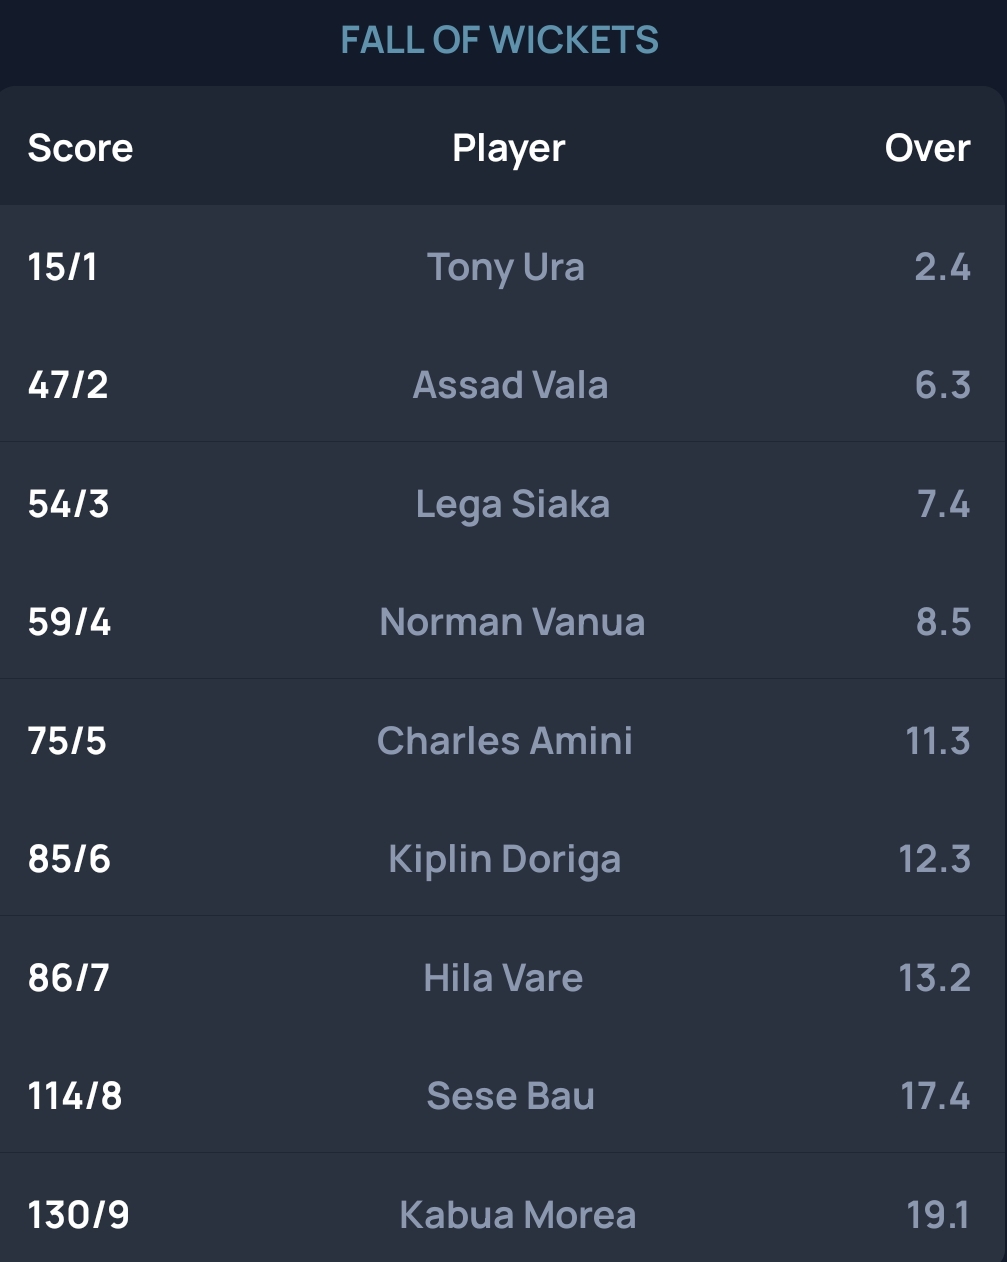 FALL OF WICKETS
Score Player Over
15/1 Tony Ura 2.4
47/2 Assad Vala 6.3
54/3 Lega Siaka 7.4
59/4 Norman Vanua 8.5
75/5 Charles Amini 11.3
85/6 Kiplin Doriga 12.3
86/7 Hila Vare 13.2
114/8 Sese Bau 17.4
130/9 Kabua Morea 19.1